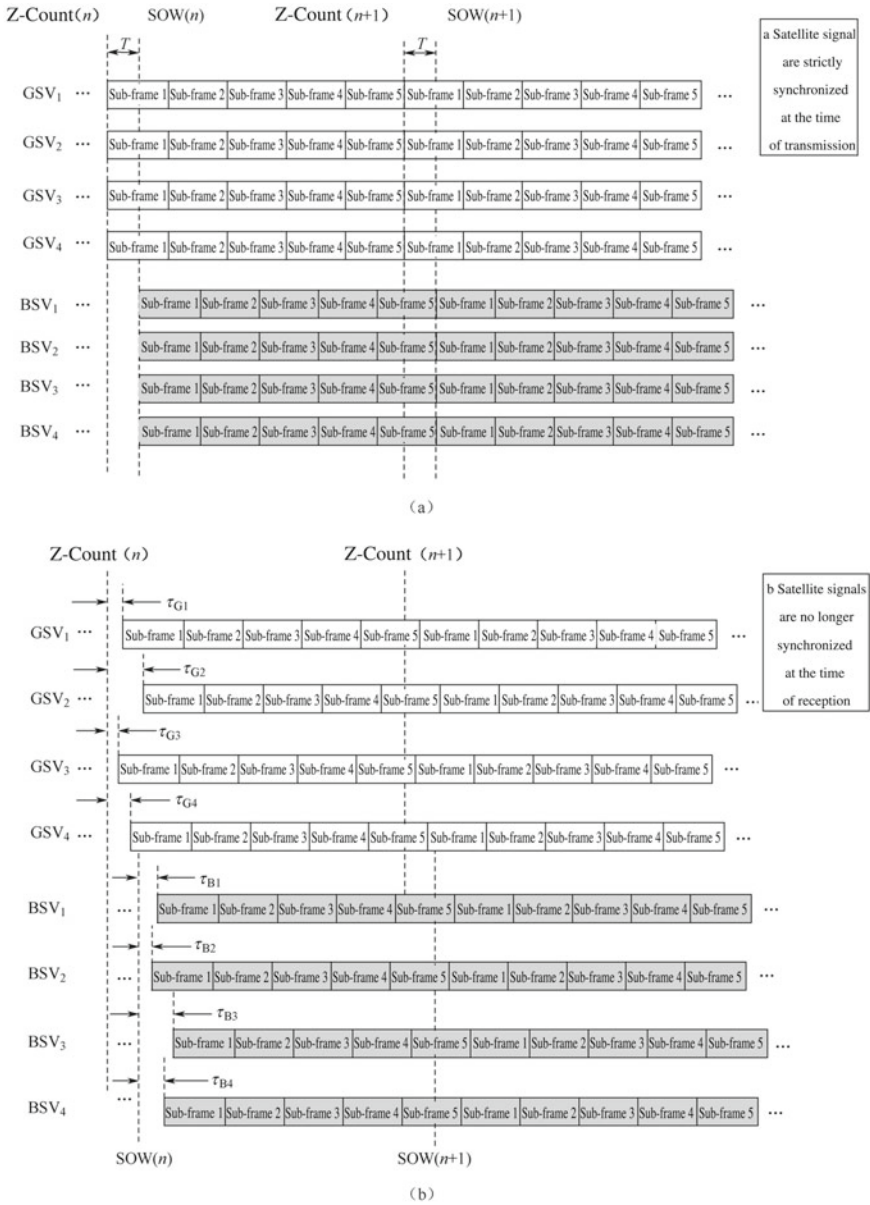 Z-Count(n) SOW(n) Z-Count(n+1) SOW(n+1)
T T
GSV1 ··· Sub-frame 1 Sub-frame 2 Sub-frame 3 Sub-frame 4 Sub-frame 5 Sub-frame 1 Sub-frame 2 Sub-frame 3 Sub-frame 4 Sub-frame 5 ···
GSV2 ··· Sub-frame 1 Sub-frame 2 Sub-frame 3 Sub-frame 4 Sub-frame 5 Sub-frame 1 Sub-frame 2 Sub-frame 3 Sub-frame 4 Sub-frame 5 ···
GSV3 ··· Sub-frame 1 Sub-frame 2 Sub-frame 3 Sub-frame 4 Sub-frame 5 Sub-frame 1 Sub-frame 2 Sub-frame 3 Sub-frame 4 Sub-frame 5 ···
GSV4 ··· Sub-frame 1 Sub-frame 2 Sub-frame 3 Sub-frame 4 Sub-frame 5 Sub-frame 1 Sub-frame 2 Sub-frame 3 Sub-frame 4 Sub-frame 5 ···
BSV1 ··· Sub-frame 1 Sub-frame 2 Sub-frame 3 Sub-frame 4 Sub-frame 5 Sub-frame 1 Sub-frame 2 Sub-frame 3 Sub-frame 4 Sub-frame 5 ···
BSV2 ··· Sub-frame 1 Sub-frame 2 Sub-frame 3 Sub-frame 4 Sub-frame 5 Sub-frame 1 Sub-frame 2 Sub-frame 3 Sub-frame 4 Sub-frame 5 ···
BSV3 ··· Sub-frame 1 Sub-frame 2 Sub-frame 3 Sub-frame 4 Sub-frame 5 Sub-frame 1 Sub-frame 2 Sub-frame 3 Sub-frame 4 Sub-frame 5 ···
BSV4 ··· Sub-frame 1 Sub-frame 2 Sub-frame 3 Sub-frame 4 Sub-frame 5 Sub-frame 1 Sub-frame 2 Sub-frame 3 Sub-frame 4 Sub-frame 5 ···
a Satellite signal
are strictly
synchronized
at the time
of transmission
(a)
Z-Count (n) Z-Count (n+1)
τG1
GSV1 ··· Sub-frame 1 Sub-frame 2 Sub-frame 3 Sub-frame 4 Sub-frame 5 Sub-frame 1 Sub-frame 2 Sub-frame 3 Sub-frame 4 Sub-frame 5 ···
τG2
GSV2 ··· Sub-frame 1 Sub-frame 2 Sub-frame 3 Sub-frame 4 Sub-frame 5 Sub-frame 1 Sub-frame 2 Sub-frame 3 Sub-frame 4 Sub-frame 5 ···
τG3
GSV3 ··· Sub-frame 1 Sub-frame 2 Sub-frame 3 Sub-frame 4 Sub-frame 5 Sub-frame 1 Sub-frame 2 Sub-frame 3 Sub-frame 4 Sub-frame 5 ···
τG4
GSV4 ··· Sub-frame 1 Sub-frame 2 Sub-frame 3 Sub-frame 4 Sub-frame 5 Sub-frame 1 Sub-frame 2 Sub-frame 3 Sub-frame 4 Sub-frame 5 ···
τB1
BSV1 ··· Sub-frame 1 Sub-frame 2 Sub-frame 3 Sub-frame 4 Sub-frame 5 Sub-frame 1 Sub-frame 2 Sub-frame 3 Sub-frame 4 Sub-frame 5 ···
τB2
BSV2 ··· Sub-frame 1 Sub-frame 2 Sub-frame 3 Sub-frame 4 Sub-frame 5 Sub-frame 1 Sub-frame 2 Sub-frame 3 Sub-frame 4 Sub-frame 5 ···
τB3
BSV3 ··· Sub-frame 1 Sub-frame 2 Sub-frame 3 Sub-frame 4 Sub-frame 5 Sub-frame 1 Sub-frame 2 Sub-frame 3 Sub-frame 4 Sub-frame 5 ···
τB4
BSV4 ··· Sub-frame 1 Sub-frame 2 Sub-frame 3 Sub-frame 4 Sub-frame 5 Sub-frame 1 Sub-frame 2 Sub-frame 3 Sub-frame 4 Sub-frame 5 ···
SOW(n) SOW(n+1)
b Satellite signals
are no longer
synchronized
at the time
of reception
(b)